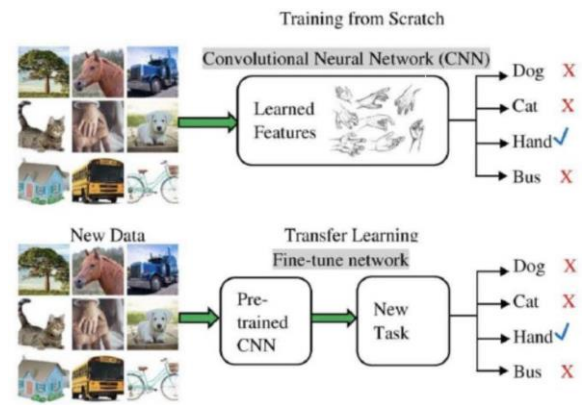 Training from Scratch
Convolutional Neural Network (CNN)
Learned
Features
Dog X
Cat X
Hand ✓
Bus X
New Data
Transfer Learning
Fine-tune network
Pre-
trained
CNN
New
Task
Dog X
Cat X
Hand ✓
Bus X